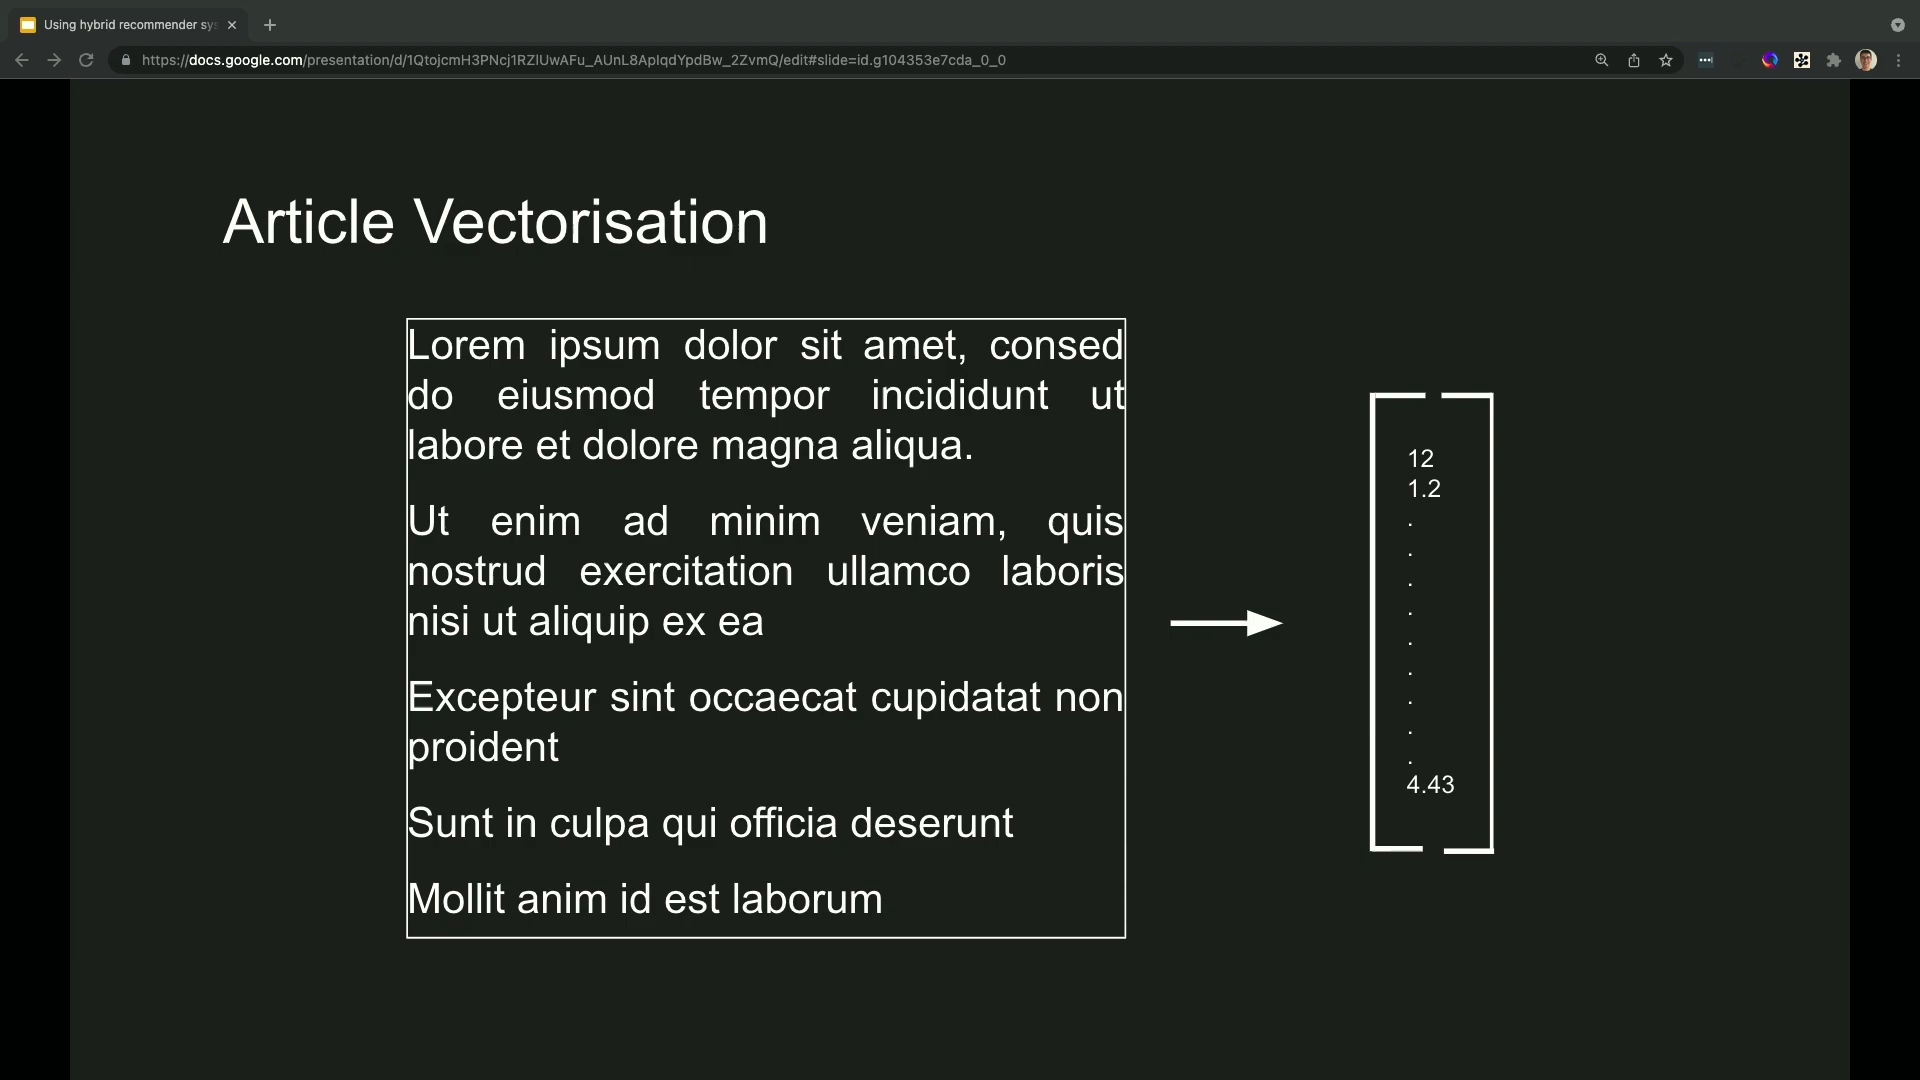 Using hybrid recommender sys
https://docs.google.com/presentation/d/1QtojcmH3PNcj1RZlUwAFu_AUnL8AplqdYpdBw_2ZvmQ/edit#slide=id.g104353e7cda_0_0
Article Vectorisation
Lorem ipsum dolor sit amet, consed
do eiusmod tempor incididunt ut
labore et dolore magna aliqua.
Ut enim ad minim veniam, quis
nostrud exercitation ullamco laboris
nisi ut aliquip ex ea
Excepteur sint occaecat cupidatat non
proident
Sunt in culpa qui officia deserunt
Mollit anim id est laborum
12
1.2
.
.
.
.
.
.
.
.
.
4.43